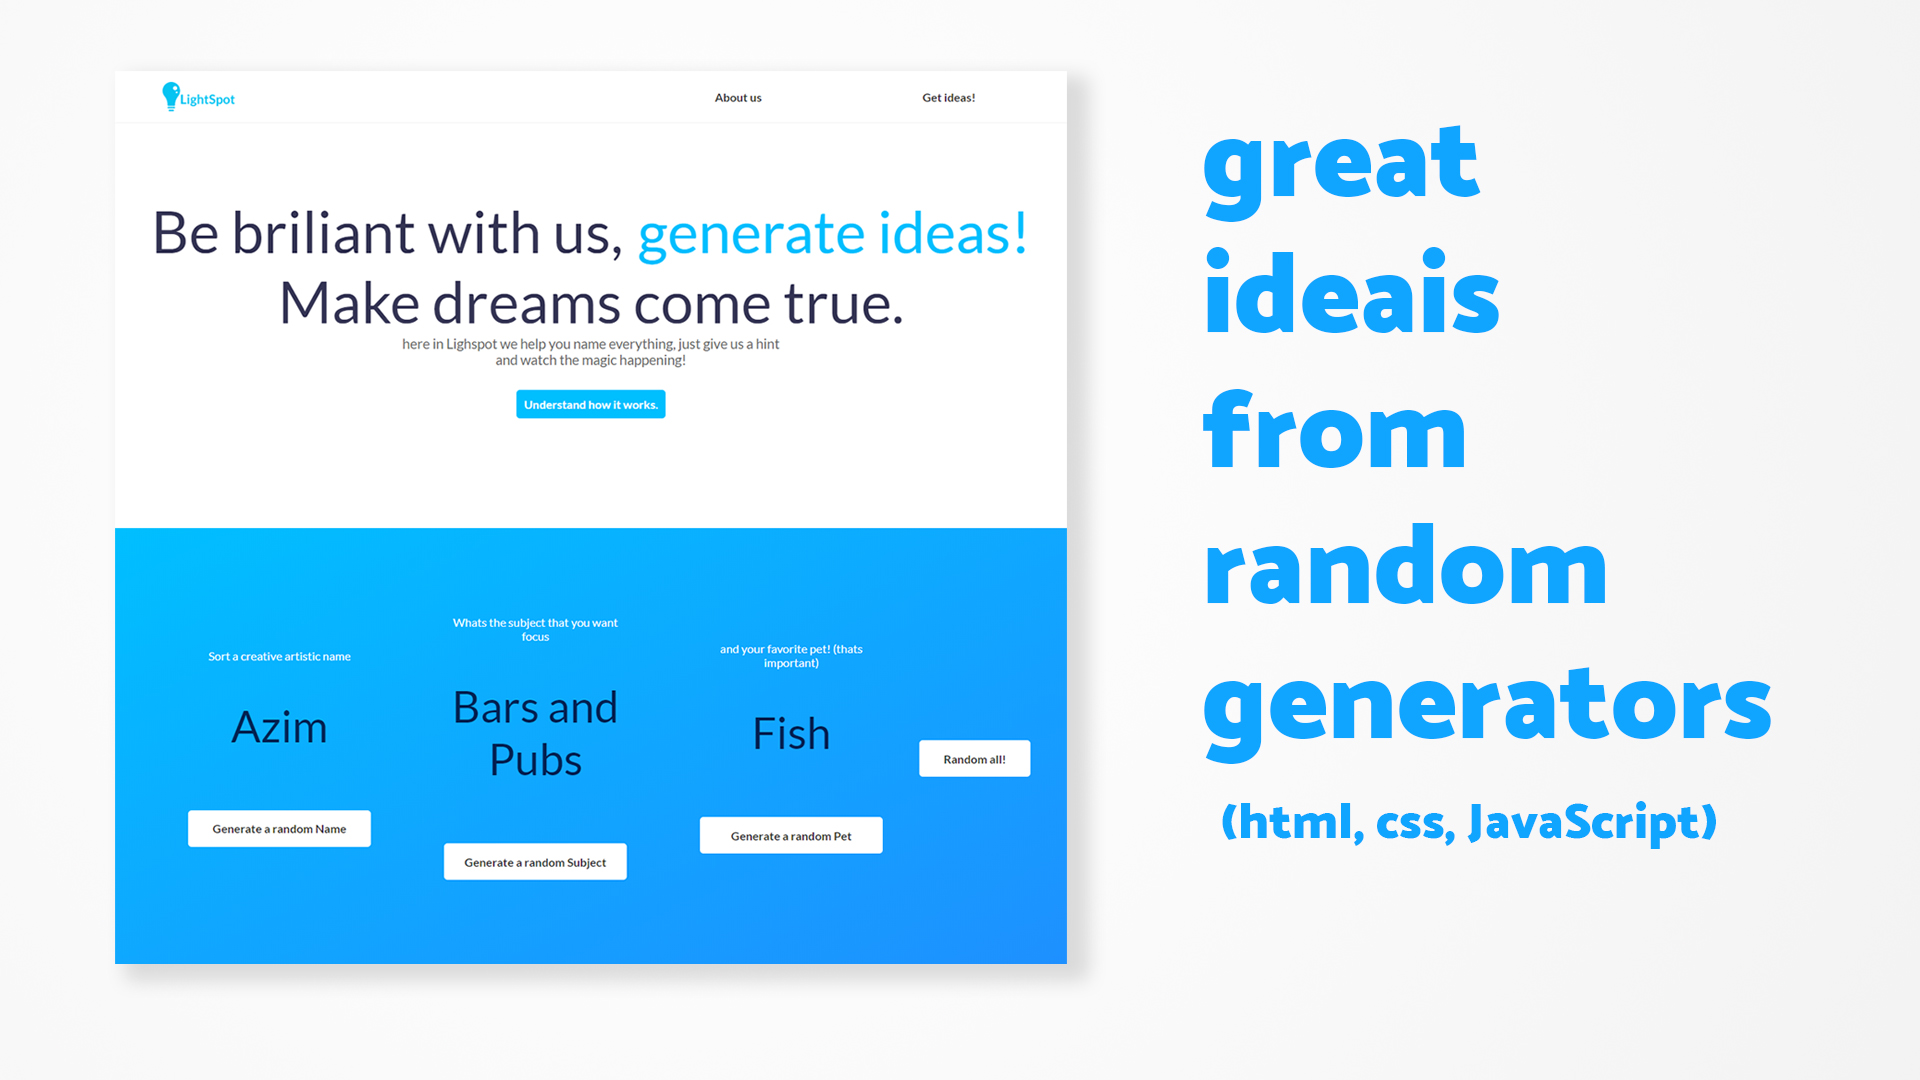 LightSpot
About us
Get ideas!
Be briliant with us, generate ideas!
Make dreams come true.
here in Lighspot we help you name everything, just give us a hint
and watch the magic happening!
Understand how it works.
Sort a creative artistic name
Azim
Generate a random Name
Whats the subject that you want
focus
Bars and
Pubs
Generate a random Subject
and your favorite pet! (thats
important)
Fish
Generate a random Pet
Random all!
great
ideais
from
random
generators
(html, css, JavaScript)